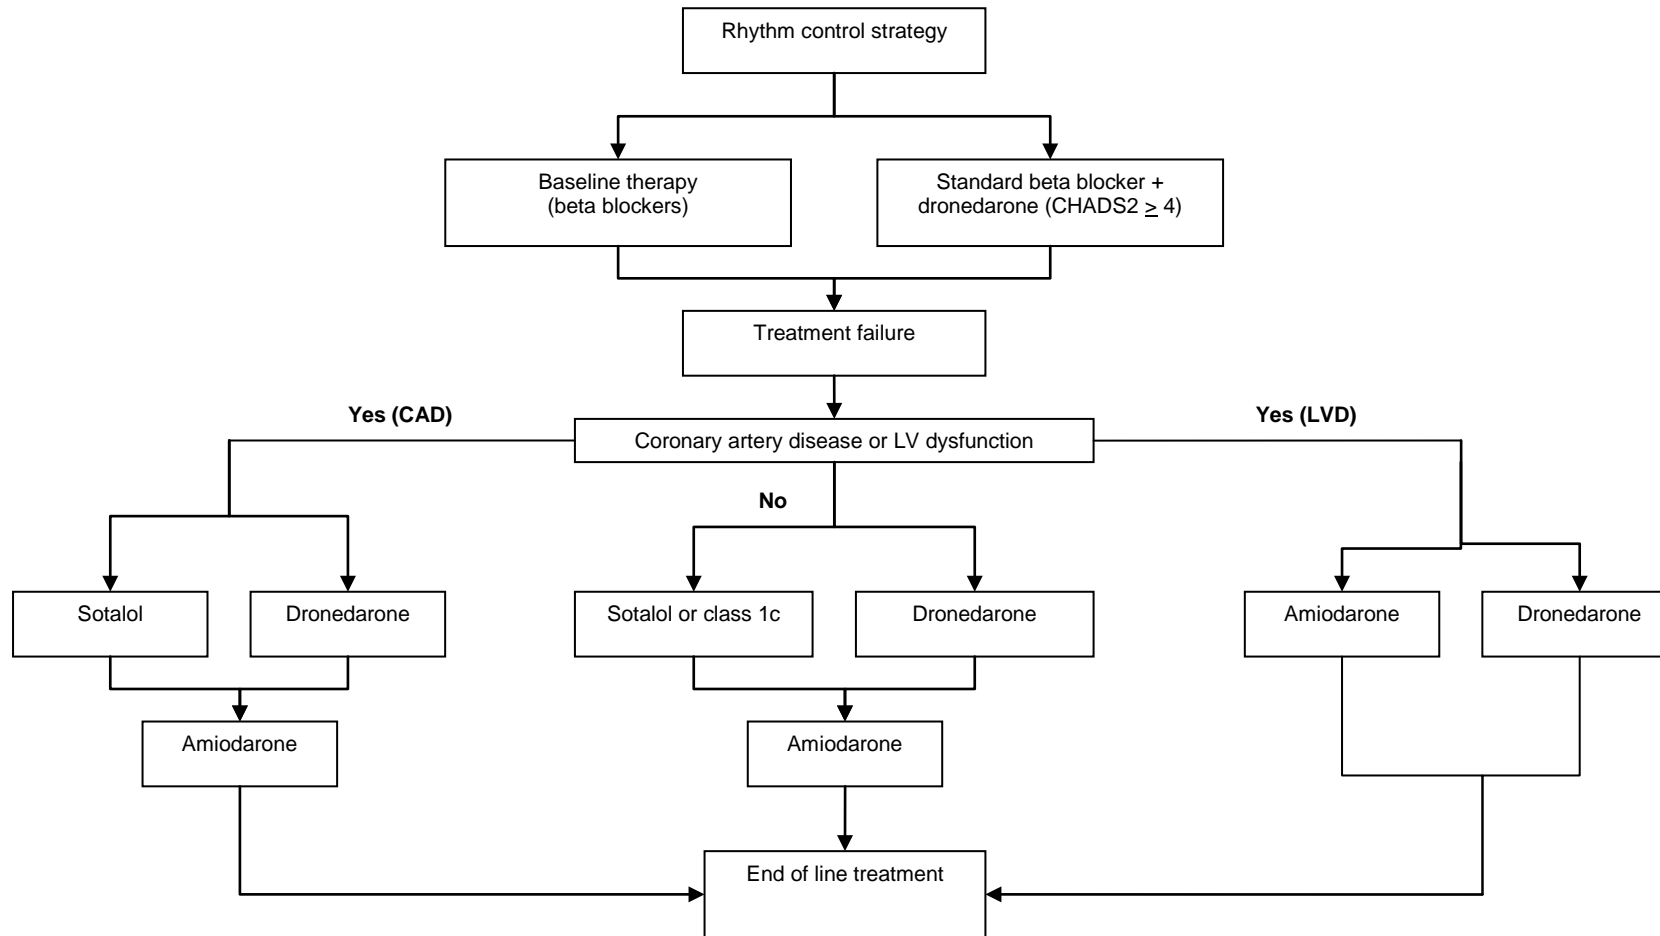 Rhythm control strategy
Baseline therapy
(beta blockers)
Standard beta blocker +
dronedarone (CHADS2 ≥ 4)
Treatment failure
Yes (CAD)
Coronary artery disease or LV dysfunction
Yes (LVD)
No
Sotalol
Dronedarone
Sotalol or class 1c
Dronedarone
Amiodarone
Dronedarone
Amiodarone
Amiodarone
End of line treatment